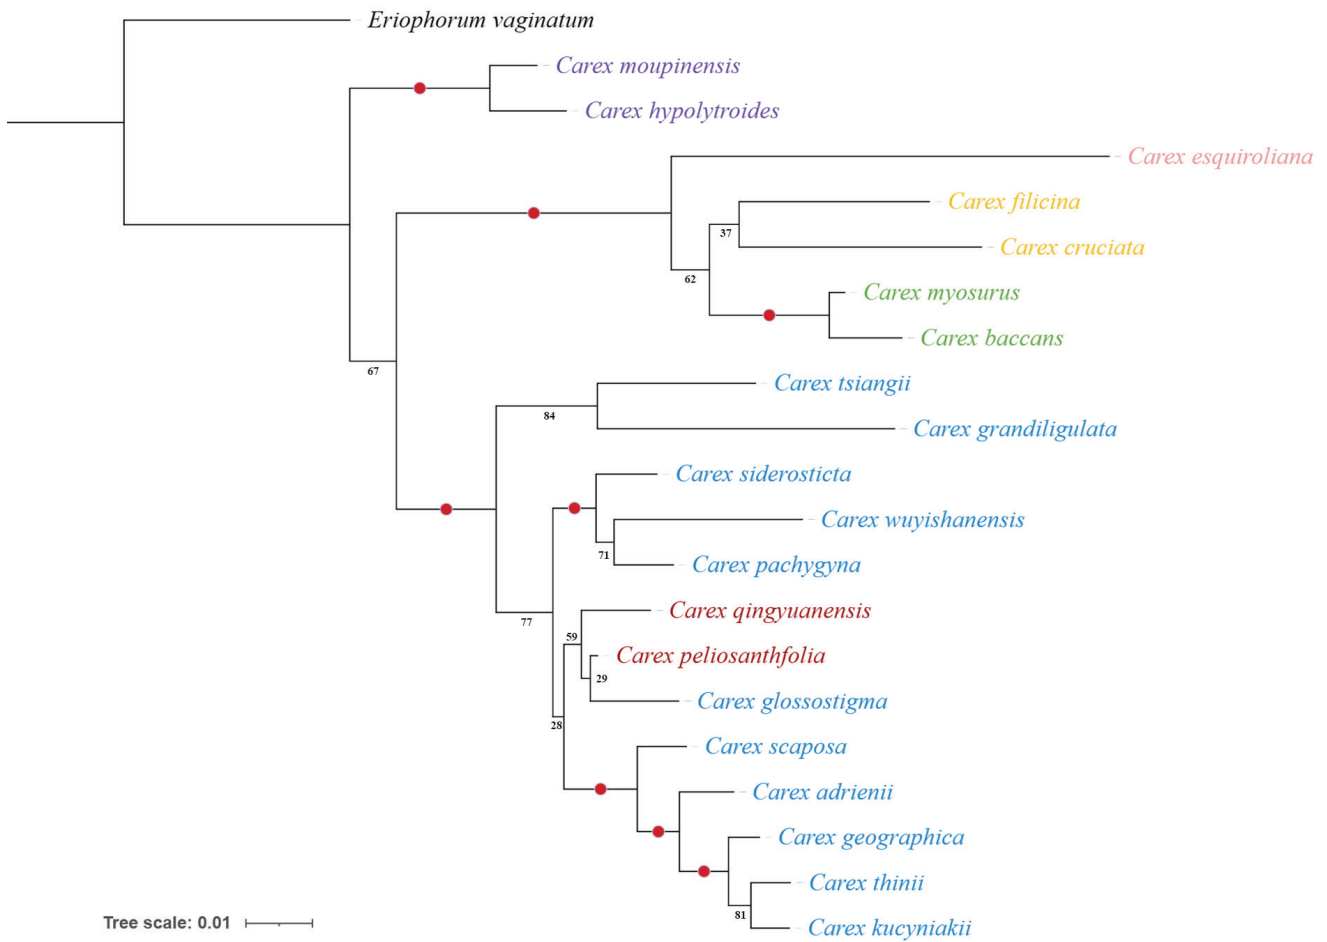 Eriophorum vaginatum
Carex moupinensis
Carex hypolytroides
Carex esquiroliana
Carex filicina
37
Carex cruciata
62
Carex myosurus
Carex baccans
67
Carex tsiangii
84
Carex grandiligulata
Carex siderosticta
Carex wuyishanensis
71
Carex pachygyna
Carex qingyuanensis
77
59
Carex peliosanthfolia
29
Carex glossostigma
28
Carex scaposa
Carex adrienii
Carex geographica
Carex thinii
81
Carex kucyniakii
Tree scale: 0.01